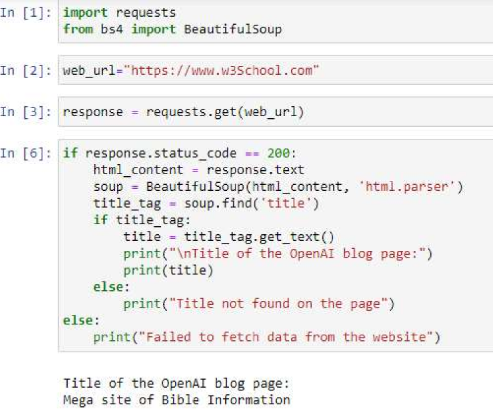 In [1]: import requests
from bs4 import BeautifulSoup
In [2]: web_url="https://www.w3School.com"
In [3]: response = requests.get(web_url)
In [6]: if response.status_code == 200:
html_content = response.text
soup = BeautifulSoup(html_content, 'html.parser')
title_tag = soup.find('title')
if title_tag:
title = title_tag.get_text()
print("\nTitle of the OpenAI blog page:")
print(title)
else:
print("Title not found on the page")
else:
print("Failed to fetch data from the website")
Title of the OpenAI blog page:
Mega site of Bible Information